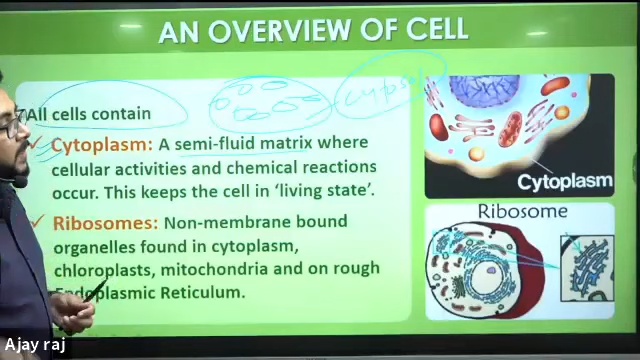 AN OVERVIEW OF CELL
All cells contain
cytosol
✓ Cytoplasm: A semi-fluid matrix where
cellular activities and chemical reactions
occur. This keeps the cell in ‘living state’.
✓ Ribosomes: Non-membrane bound
organelles found in cytoplasm,
chloroplasts, mitochondria and on rough
Endoplasmic Reticulum.
Cytoplasm
Ribosome
Ajay raj